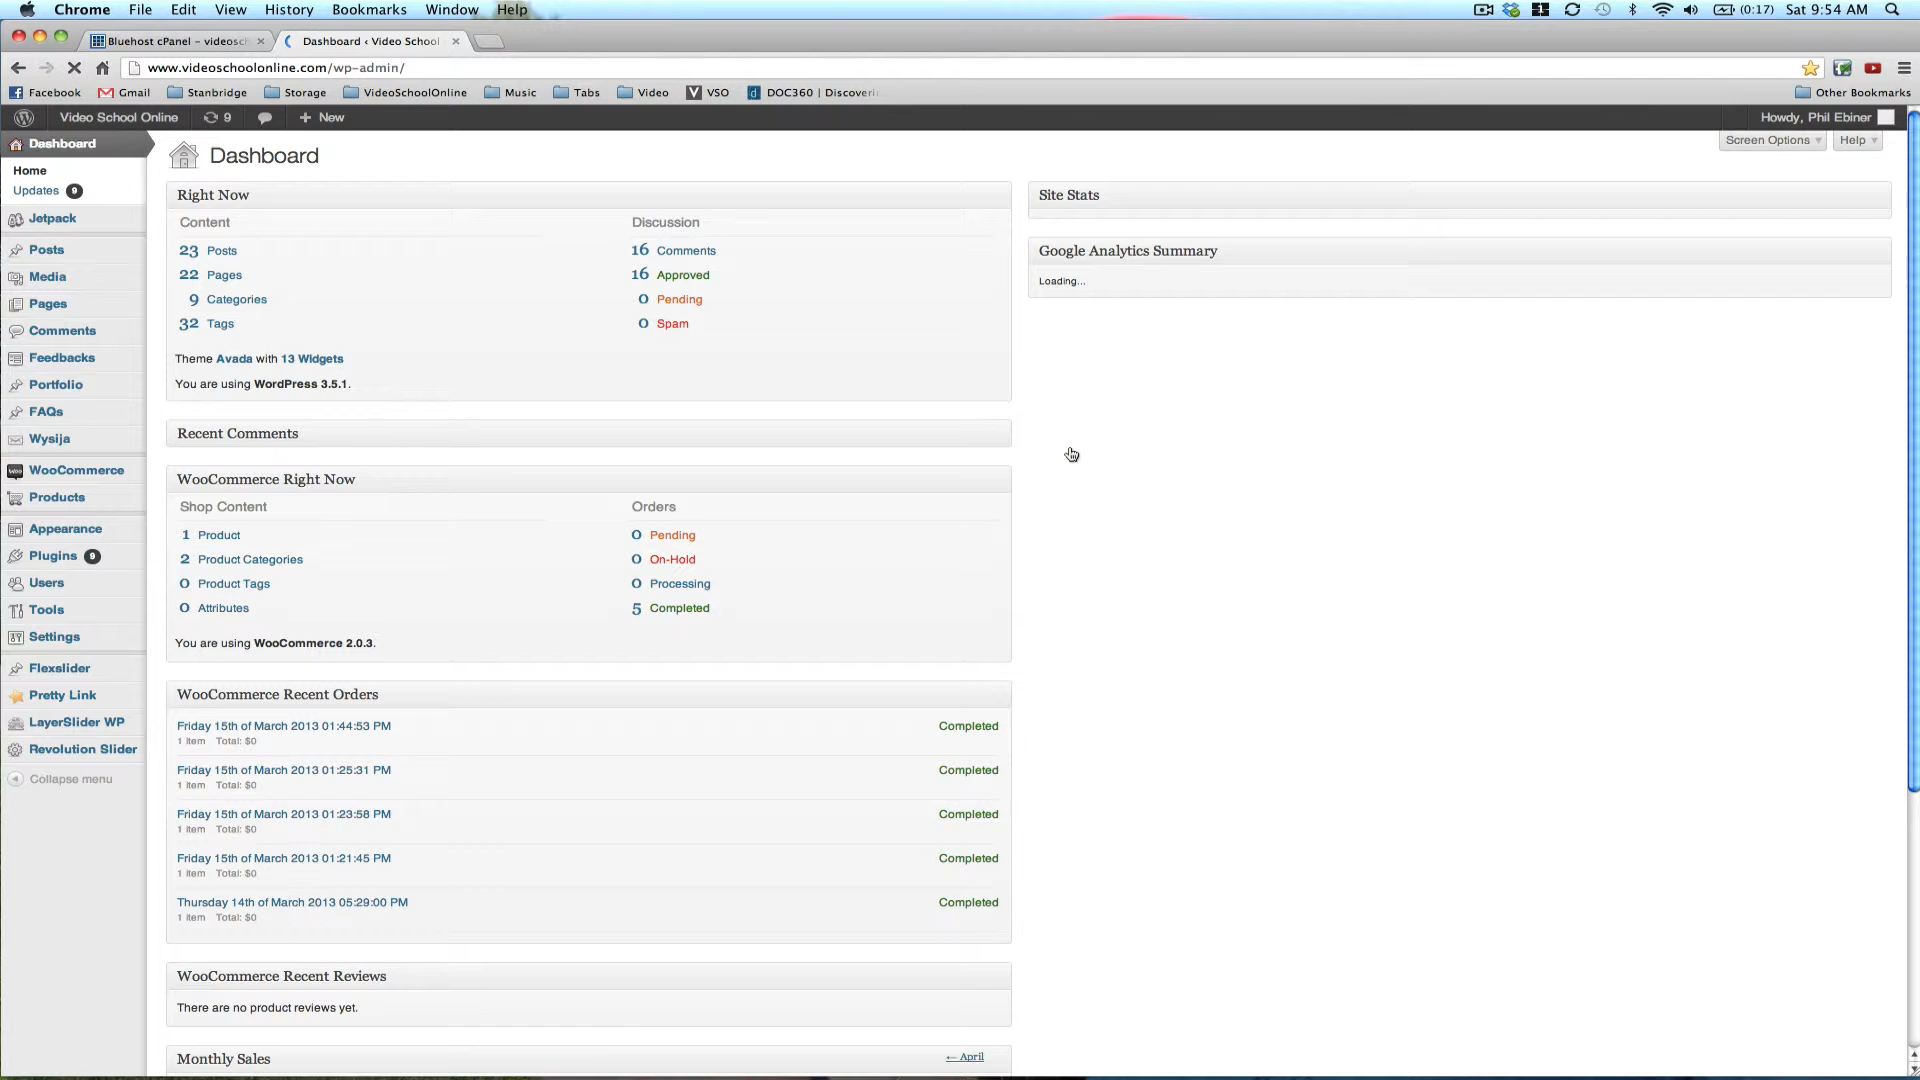 Chrome File Edit View History Bookmarks Window Help (0:17) Sat 9:54 AM
Bluehost cPanel – videosch Dashboard ‹ Video School
www.videoschoolonline.com/wp-admin/
Facebook Gmail Stanbridge Storage VideoSchoolOnline Music Tabs Video VSO DOC360 | Discoveri Other Bookmarks
Video School Online 9 + New Howdy, Phil Ebiner
Screen Options Help
Dashboard
Home
Updates 9
Jetpack
Posts
Media
Pages
Comments
Feedbacks
Portfolio
FAQs
Wysija
WooCommerce
Products
Appearance
Plugins 9
Users
Tools
Settings
Flexslider
Pretty Link
LayerSlider WP
Revolution Slider
Collapse menu
Dashboard
Right Now
Content Discussion
23 Posts 16 Comments
22 Pages 16 Approved
9 Categories 0 Pending
32 Tags 0 Spam
Theme Avada with 13 Widgets
You are using WordPress 3.5.1.
Recent Comments
WooCommerce Right Now
Shop Content Orders
1 Product 0 Pending
2 Product Categories 0 On-Hold
0 Product Tags 0 Processing
0 Attributes 5 Completed
You are using WooCommerce 2.0.3.
WooCommerce Recent Orders
Friday 15th of March 2013 01:44:53 PM Completed
1 item Total: $0
Friday 15th of March 2013 01:25:31 PM Completed
1 item Total: $0
Friday 15th of March 2013 01:23:58 PM Completed
1 item Total: $0
Friday 15th of March 2013 01:21:45 PM Completed
1 item Total: $0
Thursday 14th of March 2013 05:29:00 PM Completed
1 item Total: $0
WooCommerce Recent Reviews
There are no product reviews yet.
Monthly Sales ← April
Site Stats
Google Analytics Summary
Loading...